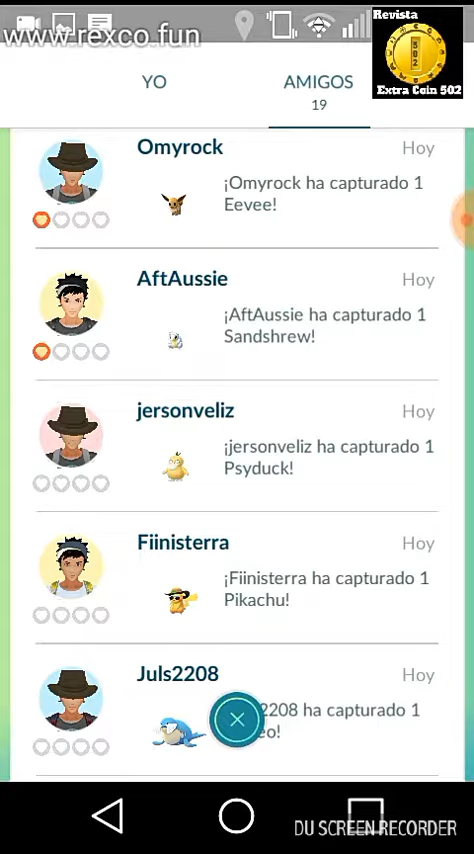 www.rexco.fun
Revista
502
Extra Coin 502
YO
AMIGOS
19
Omyrock
Hoy
¡Omyrock ha capturado 1
Eevee!
AftAussie
Hoy
¡AftAussie ha capturado 1
Sandshrew!
jersonveliz
Hoy
¡jersonveliz ha capturado 1
Psyduck!
Fiinisterra
Hoy
¡Fiinisterra ha capturado 1
Pikachu!
Juls2208
Hoy
2208 ha capturado 1
eo!
DU SCREEN RECORDER